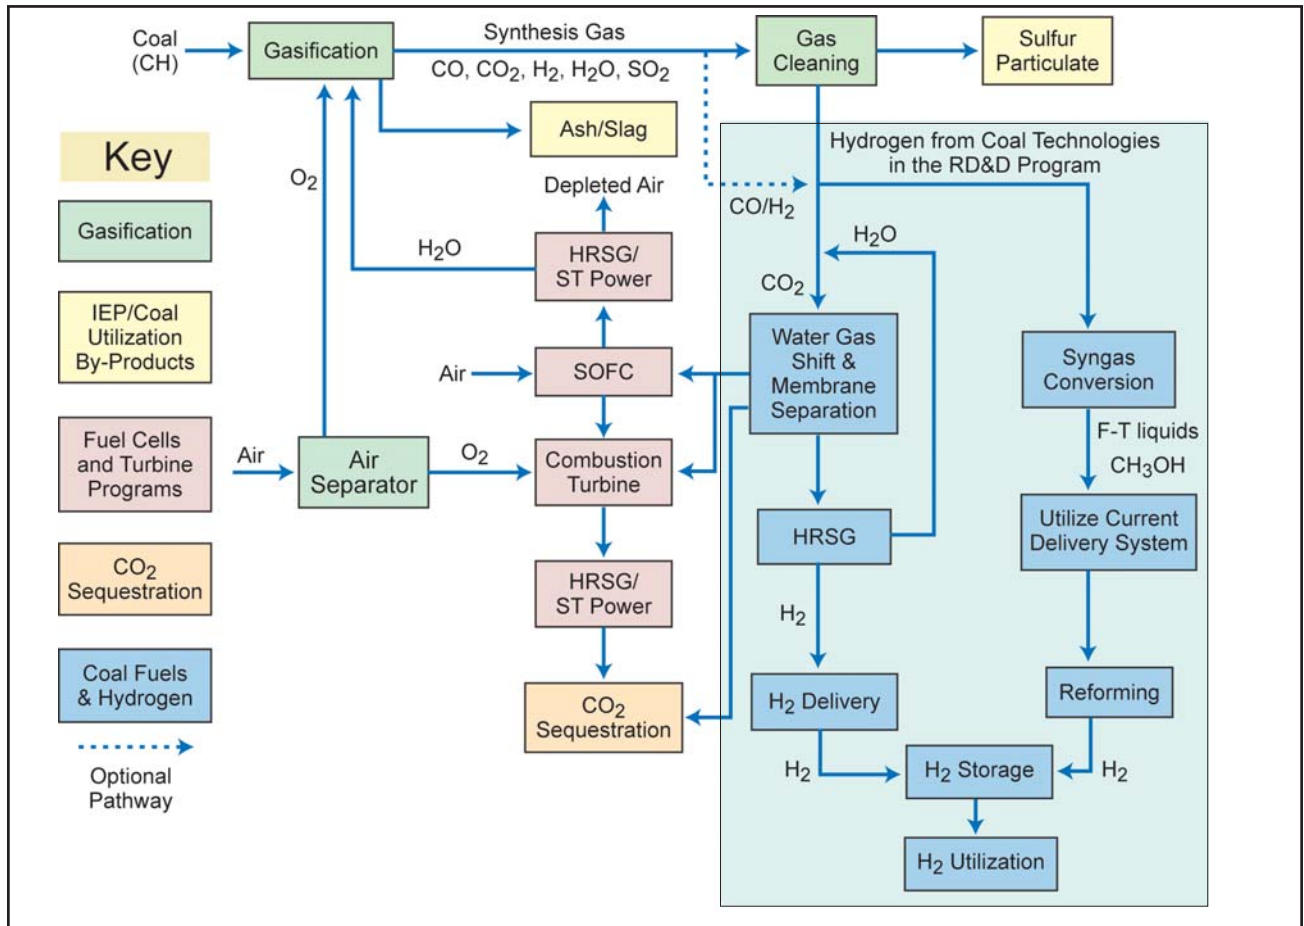 Coal
(CH)
Gasification
Synthesis Gas
CO, CO2, H2, H2O, SO2
Gas
Cleaning
Sulfur
Particulate
Ash/Slag
Key
Gasification
IEP/Coal
Utilization
By-Products
Fuel Cells
and Turbine
Programs
CO2
Sequestration
Coal Fuels
& Hydrogen
Optional
Pathway
O2
H2O
Depleted Air
HRSG/
ST Power
Air
SOFC
Air
Air
Separator
O2
Combustion
Turbine
HRSG/
ST Power
CO2
Sequestration
Hydrogen from Coal Technologies
in the RD&D Program
CO/H2
H2O
CO2
Water Gas
Shift &
Membrane
Separation
HRSG
H2
H2 Delivery
H2
Syngas
Conversion
F-T liquids
CH3OH
Utilize Current
Delivery System
Reforming
H2
H2 Storage
H2 Utilization